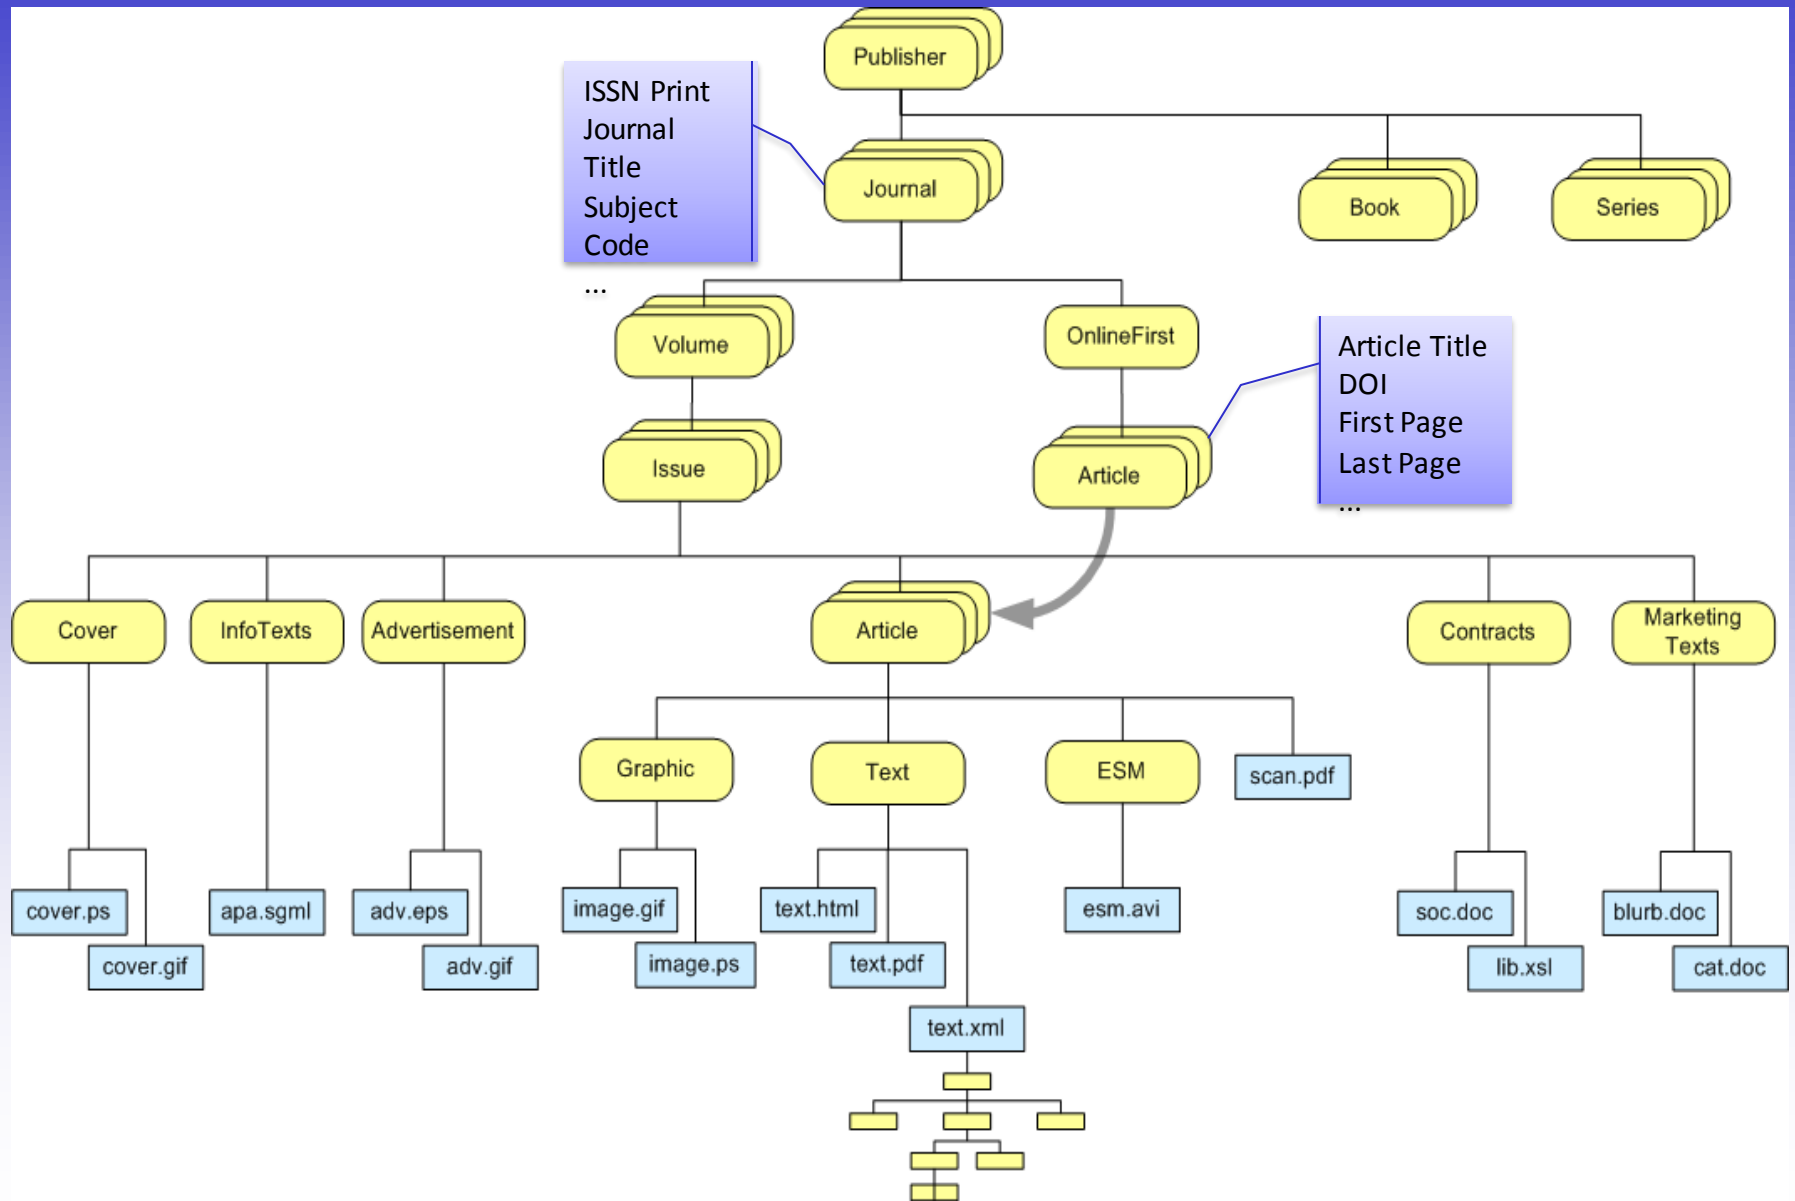 Publisher
ISSN Print
Journal
Title
Subject
Code
...
Journal
Book
Series
Volume
OnlineFirst
Article Title
DOI
First Page
Last Page
...
Issue
Article
Cover
InfoTexts
Advertisement
Article
Contracts
Marketing
Texts
Graphic
Text
ESM
scan.pdf
cover.ps
apa.sgml
adv.eps
image.gif
text.html
esm.avi
soc.doc
blurb.doc
cover.gif
adv.gif
image.ps
text.pdf
lib.xsl
cat.doc
text.xml